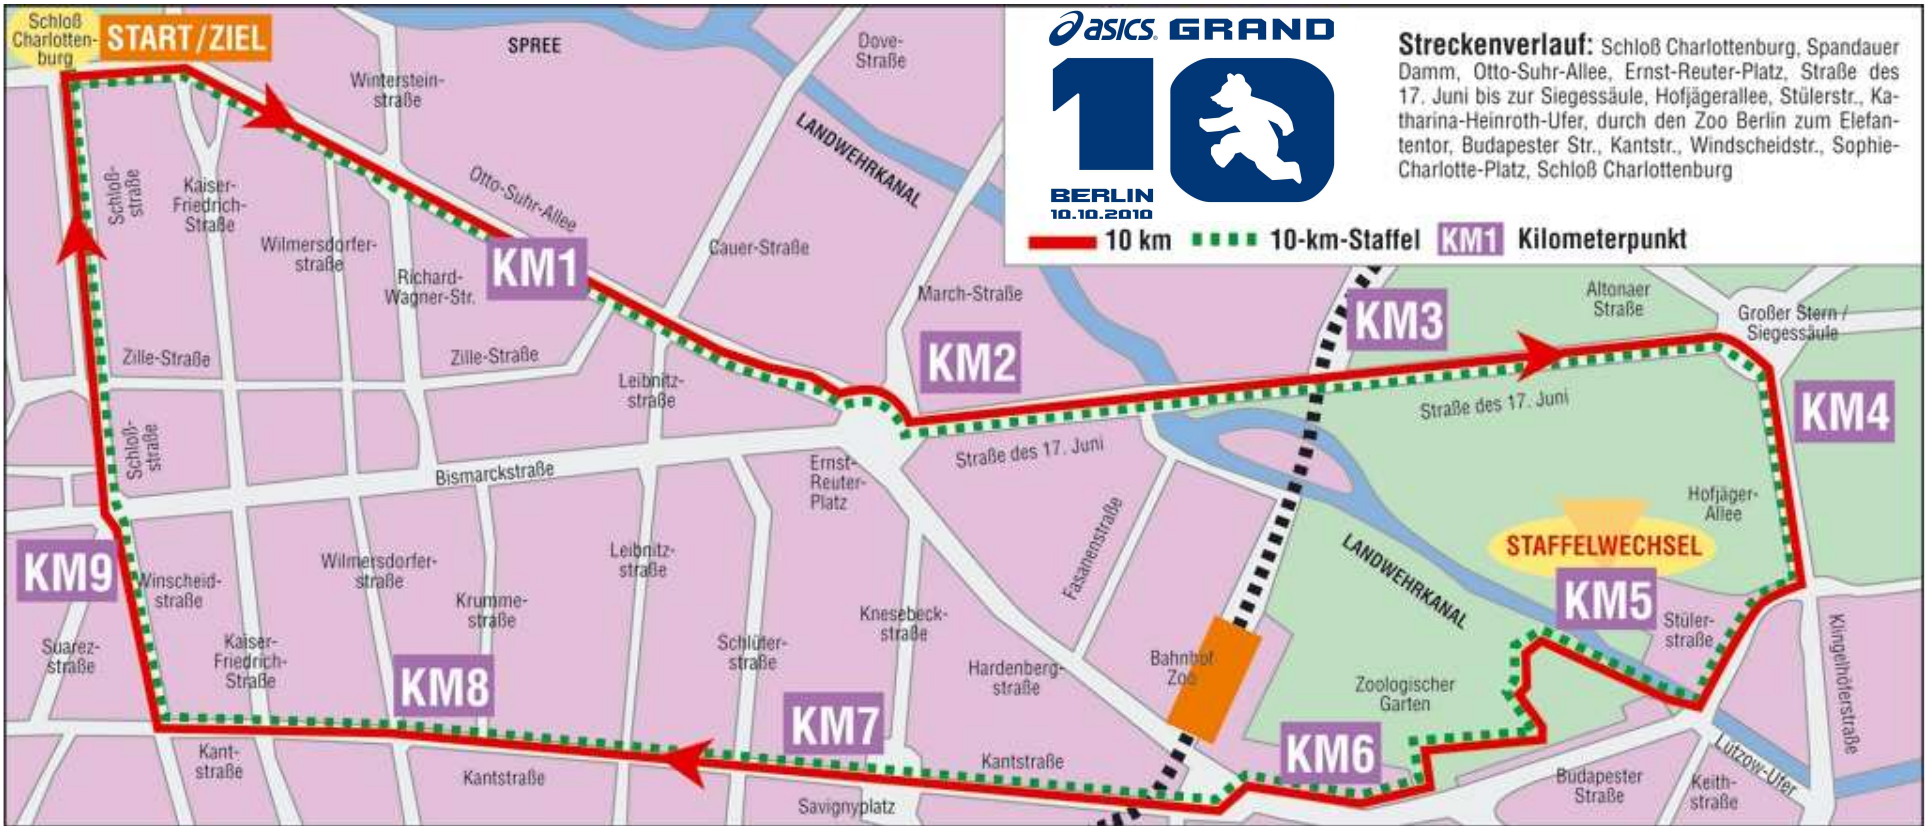 Schloß
Charlotten-
burg
START/ZIEL
SPREE
Dove-
Straße
Winterstein-
straße
LANDWEHRKANAL
asics GRAND
10
BERLIN
10.10.2010
Streckenverlauf: Schloß Charlottenburg, Spandauer
Damm, Otto-Suhr-Allee, Ernst-Reuter-Platz, Straße des
17. Juni bis zur Siegessäule, Hofjägerallee, Stülerstr., Ka-
tharina-Heinroth-Ufer, durch den Zoo Berlin zum Elefan-
tentor, Budapester Str., Kantstr., Windscheidstr., Sophie-
Charlotte-Platz, Schloß Charlottenburg
10 km
10-km-Staffel
KM1
Kilometerpunkt
Schloß-
straße
Kaiser-
Friedrich-
Straße
Wilmersdorfer-
straße
Otto-Suhr-Allee
Richard-
Wagner-Str.
KM1
Cauer-Straße
March-Straße
KM2
KM3
Altonaer
Straße
Großer Stern /
Siegessäule
Zille-Straße
Zille-Straße
Leibnitz-
straße
KM4
Straße des 17. Juni
Straße des 17. Juni
Schloß-
straße
Bismarckstraße
Ernst-
Reuter-
Platz
Hofjäger-
Allee
Fasanenstraße
LANDWEHRKANAL
STAFFELWECHSEL
KM5
Stüler-
straße
KM9
Winscheid-
straße
Wilmersdorfer-
straße
Leibnitz-
straße
Krumme-
straße
Knesebeck-
straße
Suarez-
straße
Kaiser-
Friedrich-
Straße
Schlüter-
straße
Hardenberg-
straße
Bahnhof
Zoo
Zoologischer
Garten
Klingelhöferstraße
KM8
KM7
KM6
Kant-
straße
Kantstraße
Kantstraße
Savignyplatz
Budapester
Straße
Keith-
straße
Lutzow-Ufer